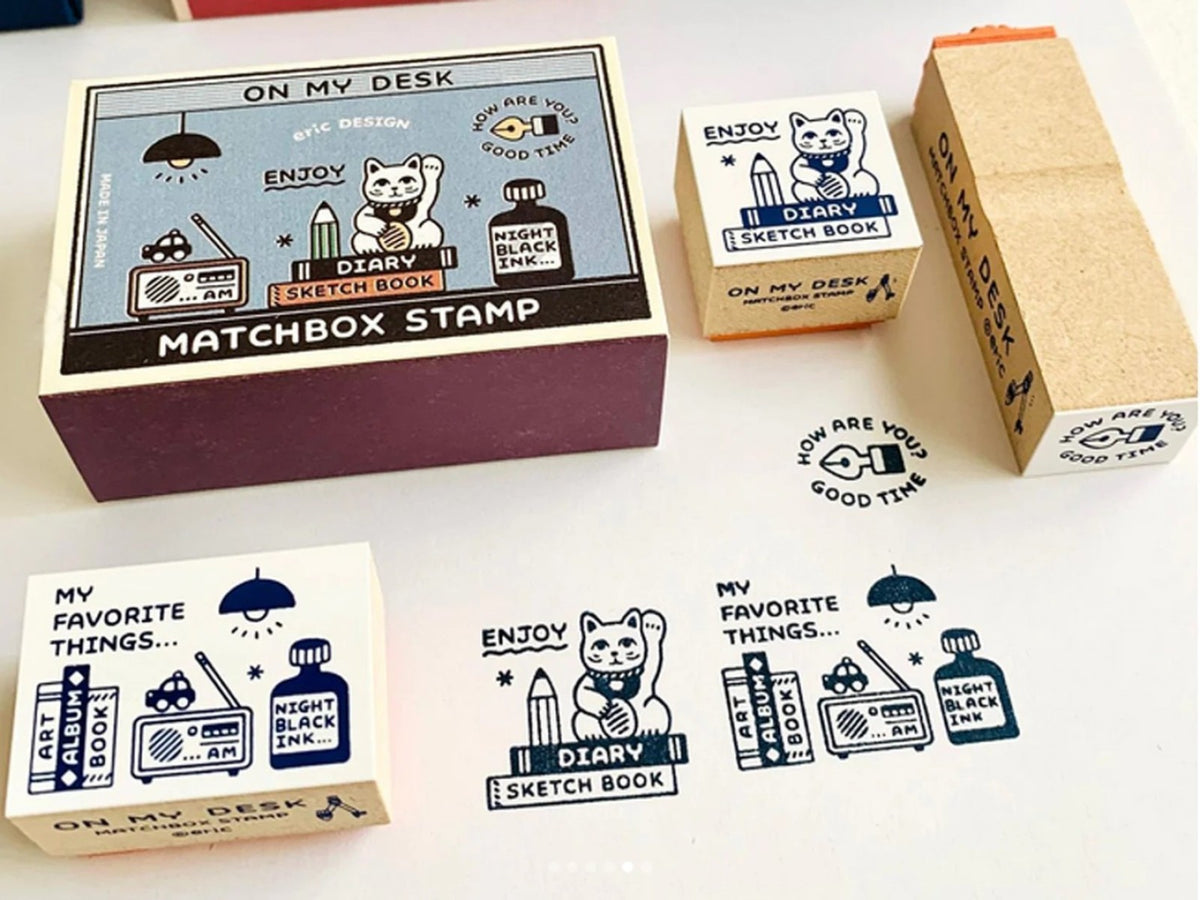 ON MY DESK
eric DESIGN
HOW ARE YOU?
GOOD TIME
ENJOY
MADE IN JAPAN
NIGHT
BLACK
INK...
DIARY
SKETCH BOOK
...AM
MATCHBOX STAMP
ENJOY
DIARY
SKETCH BOOK
ON MY DESK
MATCHBOX STAMP
©eric
ON MY DESK
MATCHBOX STAMP ©eric
HOW ARE YOU?
GOOD TIME
HOW ARE YOU?
GOOD TIME
MY
FAVORITE
THINGS...
ART
ALBUM
BOOK
...AM
NIGHT
BLACK
INK...
ON MY DESK
MATCHBOX STAMP
©eric
ENJOY
DIARY
SKETCH BOOK
MY
FAVORITE
THINGS...
ART
ALBUM
BOOK
...AM
NIGHT
BLACK
INK